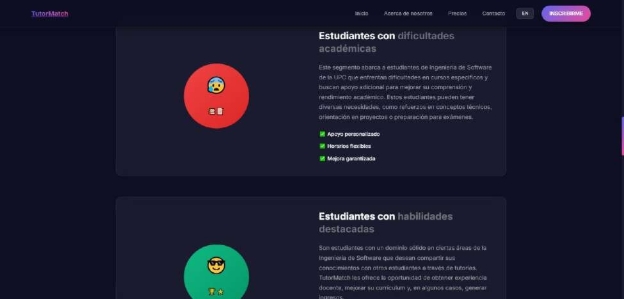 TutorMatch
Inicio Acerca de nosotros Precios Contacto EN INSCRIBIRME
Estudiantes con dificultades
académicas
Este segmento abarca a estudiantes de Ingeniería de Software
de la UPC que enfrentan dificultades en cursos específicos y
buscan apoyo adicional para mejorar su comprensión y
rendimiento académico. Estos estudiantes pueden tener
diversas necesidades, como refuerzos en conceptos técnicos,
orientación en proyectos o preparación para exámenes.
Apoyo personalizado
Horarios flexibles
Mejora garantizada
Estudiantes con habilidades
destacadas
Son estudiantes con un dominio sólido en ciertas áreas de la
Ingeniería de Software que desean compartir sus
conocimientos con otros estudiantes a través de tutorías.
TutorMatch les ofrece la oportunidad de obtener experiencia
docente, mejorar su currículum y, en algunos casos, generar
ingresos.